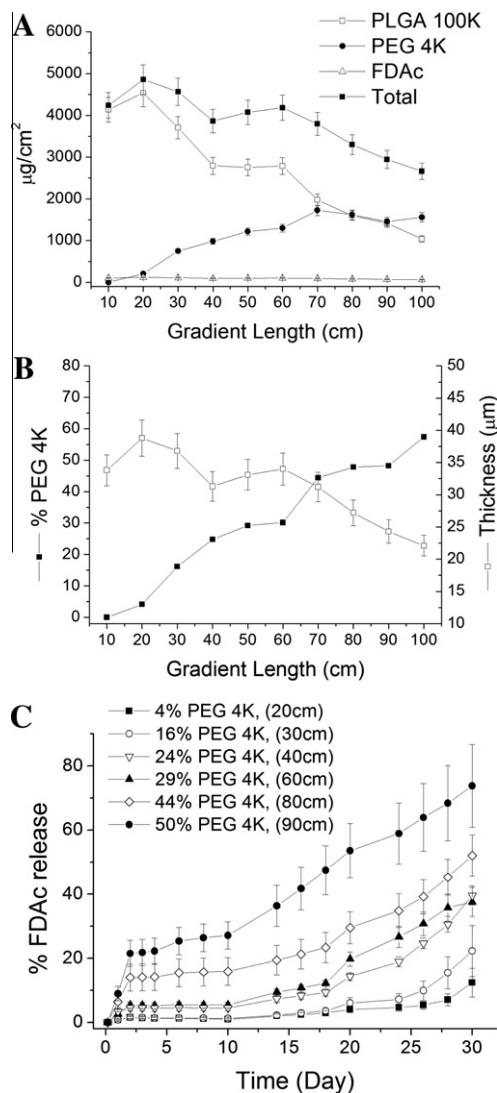 A
PLGA 100K
PEG 4K
FDAc
Total
6000
5000
4000
3000
2000
1000
0
µg/cm²
10 20 30 40 50 60 70 80 90 100
Gradient Length (cm)
B
80
70
60
50
40
30
20
10
0
% PEG 4K
50
45
40
35
30
25
20
15
10
Thickness (µm)
10 20 30 40 50 60 70 80 90 100
Gradient Length (cm)
C
4% PEG 4K, (20cm)
16% PEG 4K, (30cm)
24% PEG 4K, (40cm)
29% PEG 4K, (60cm)
44% PEG 4K, (80cm)
50% PEG 4K, (90cm)
80
60
40
20
0
% FDAc release
0 5 10 15 20 25 30
Time (Day)